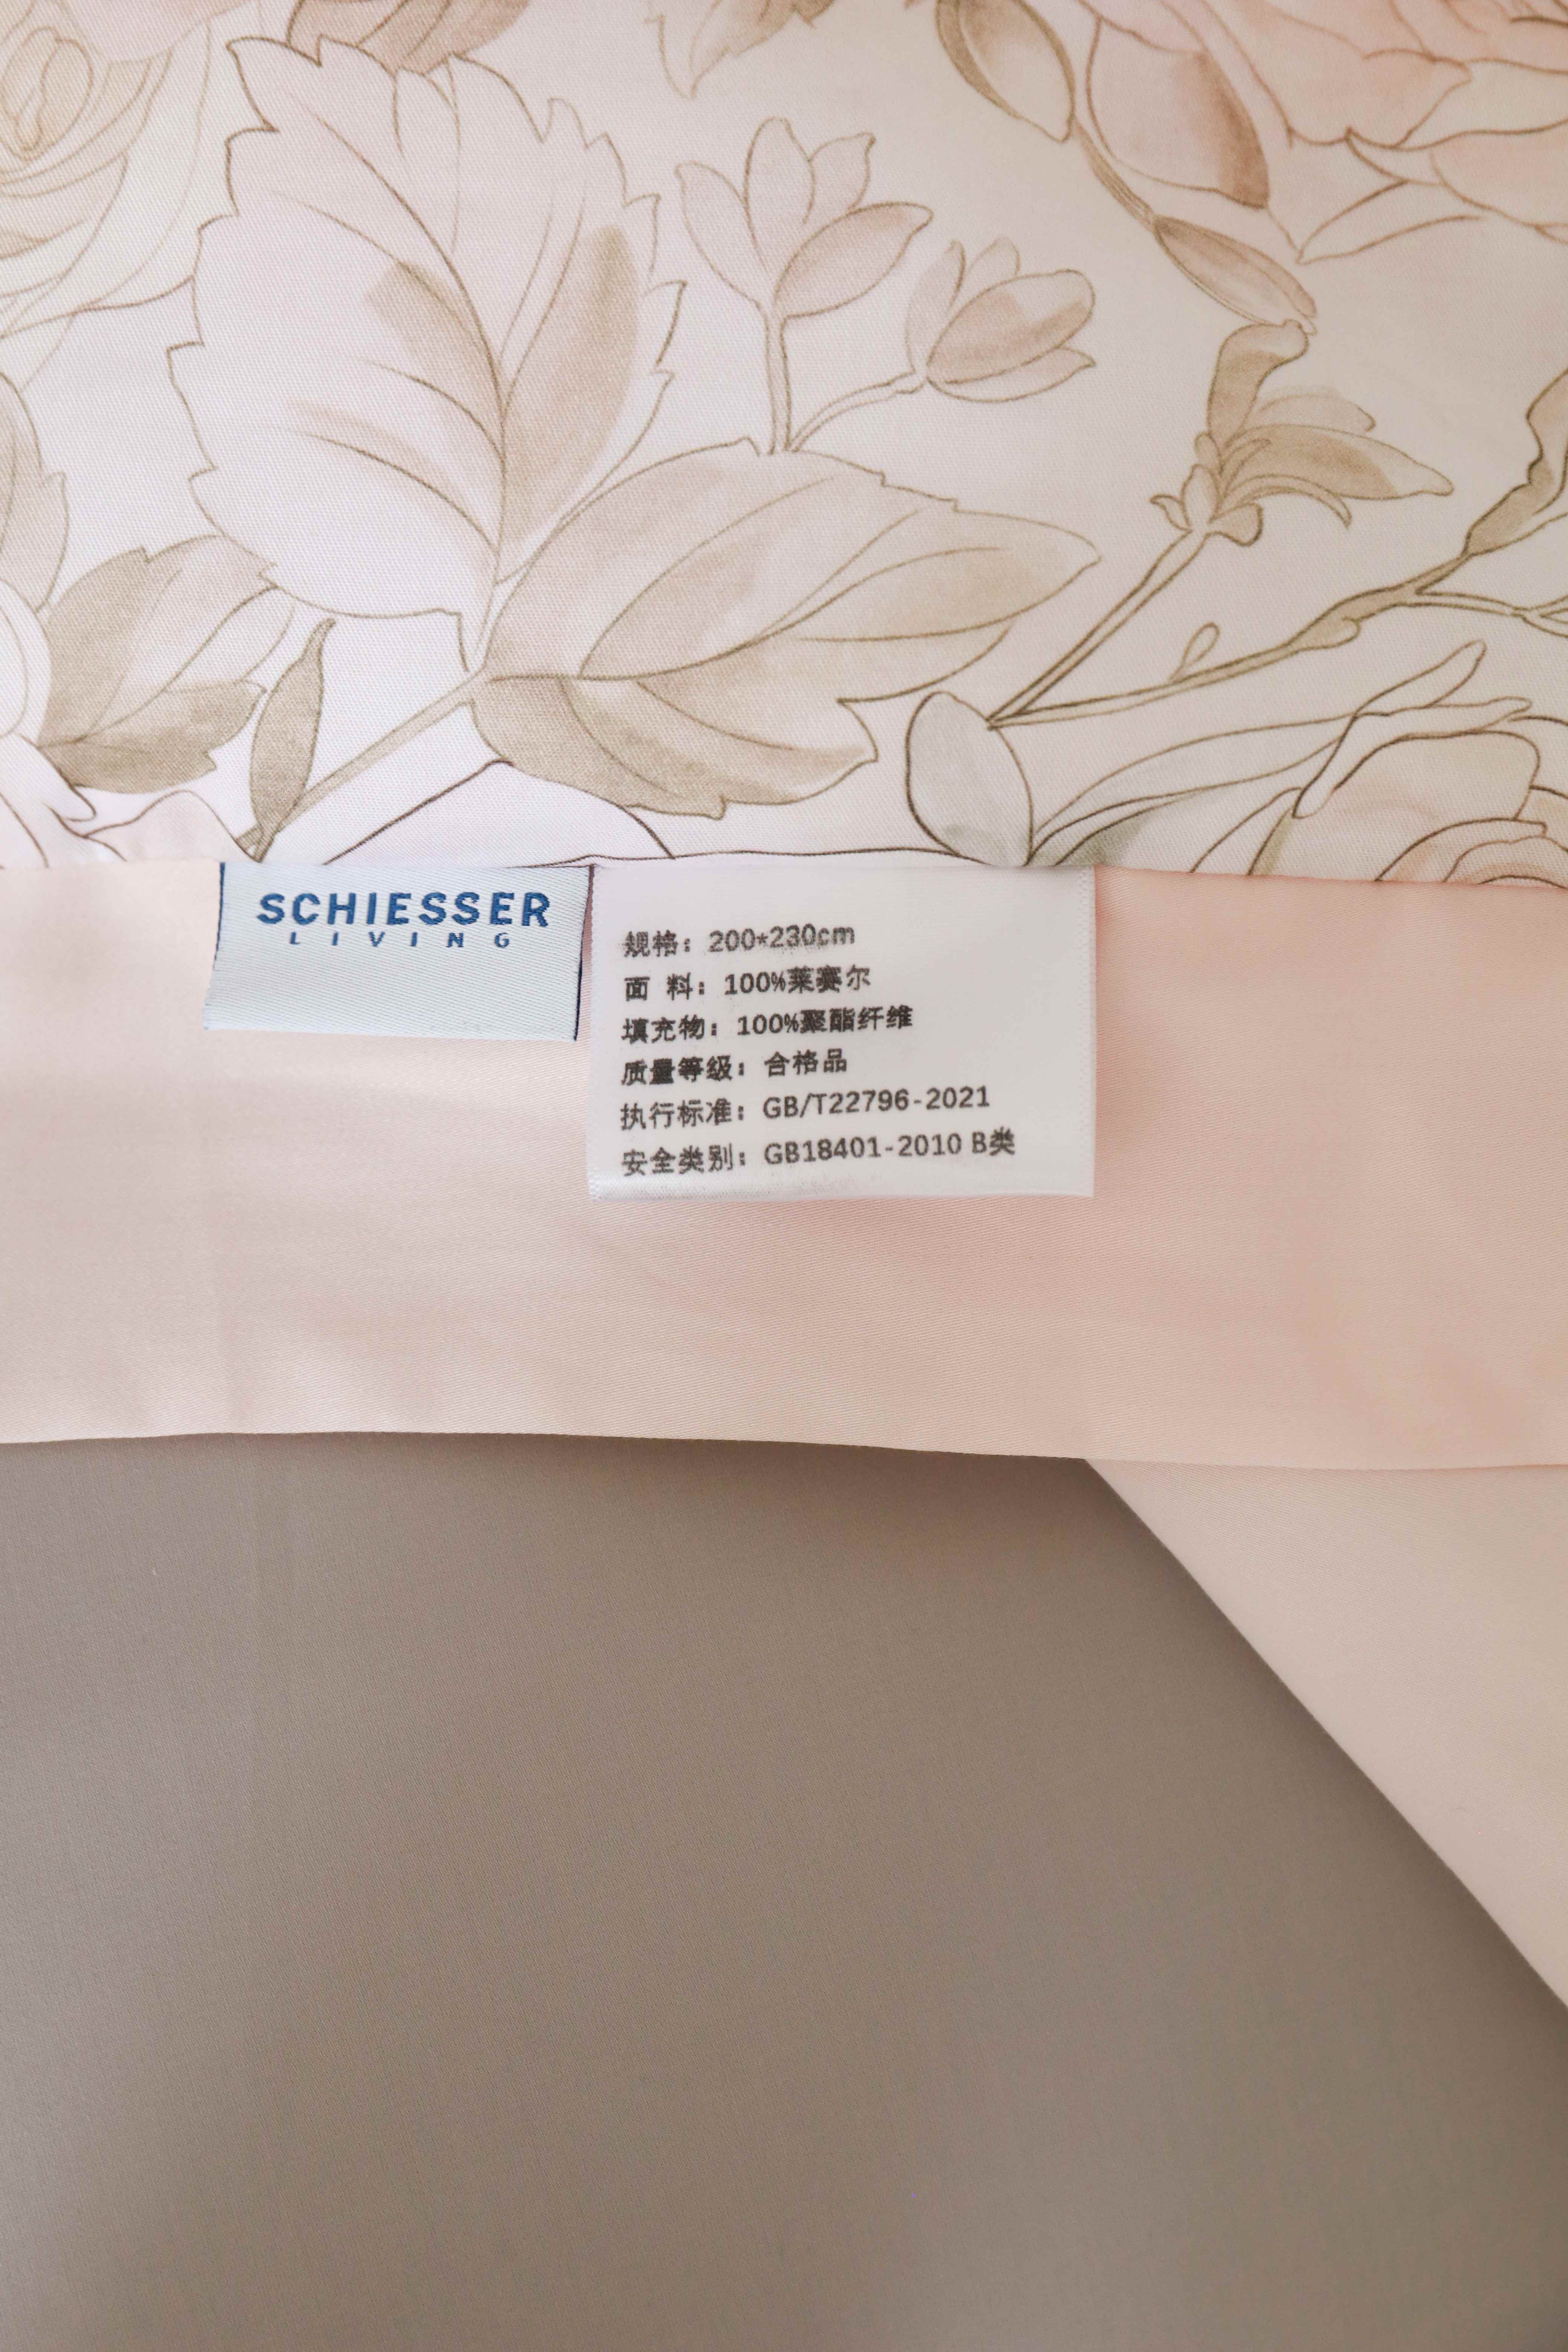 SCHIESSER
LIVING
规格：200*230cm
面 料：100%莱赛尔
填充物：100%聚酯纤维
质量等级：合格品
执行标准：GB/T22796-2021
安全类别：GB18401-2010 B类